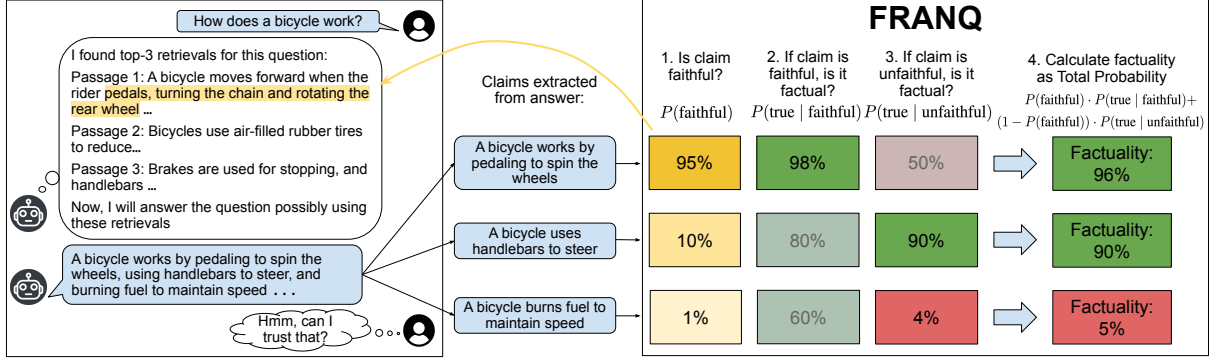 How does a bicycle work?
I found top-3 retrievals for this question:
Passage 1: A bicycle moves forward when the
rider pedals, turning the chain and rotating the
rear wheel ...
Passage 2: Bicycles use air-filled rubber tires
to reduce...
Passage 3: Brakes are used for stopping, and
handlebars ...
Now, I will answer the question possibly using
these retrievals
A bicycle works by pedaling to spin the
wheels, using handlebars to steer, and
burning fuel to maintain speed ...
Hmm, can I
trust that?
Claims extracted
from answer:
A bicycle works by
pedaling to spin the
wheels
A bicycle uses
handlebars to steer
A bicycle burns fuel to
maintain speed
FRANQ
1. Is claim
faithful?
P(faithful)
2. If claim is
faithful, is it
factual?
P(true | faithful)
3. If claim is
unfaithful, is it
factual?
P(true | unfaithful)
4. Calculate factuality
as Total Probability
P(faithful) · P(true | faithful)+
(1 − P(faithful)) · P(true | unfaithful)
95%
98%
50%
Factuality:
96%
10%
80%
90%
Factuality:
90%
1%
60%
4%
Factuality:
5%